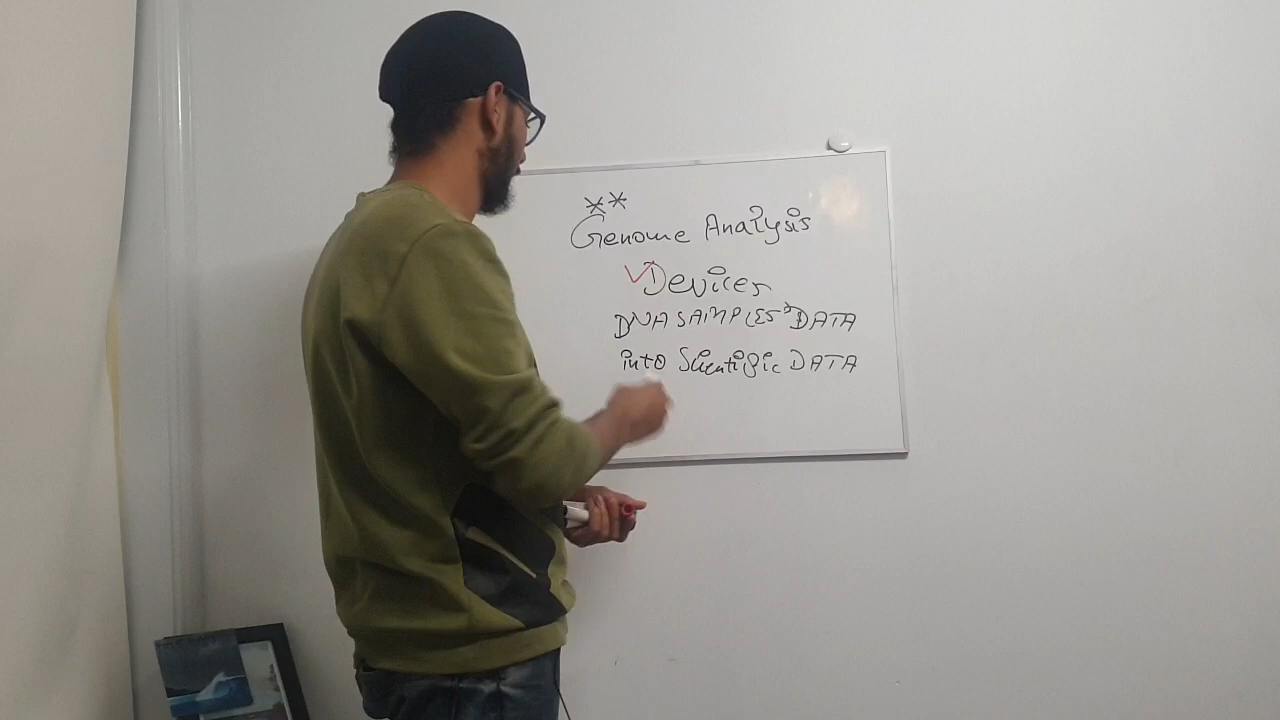 **
Genome Analysis
Devices
DNA SAMPLES' DATA
into Scientific DATA